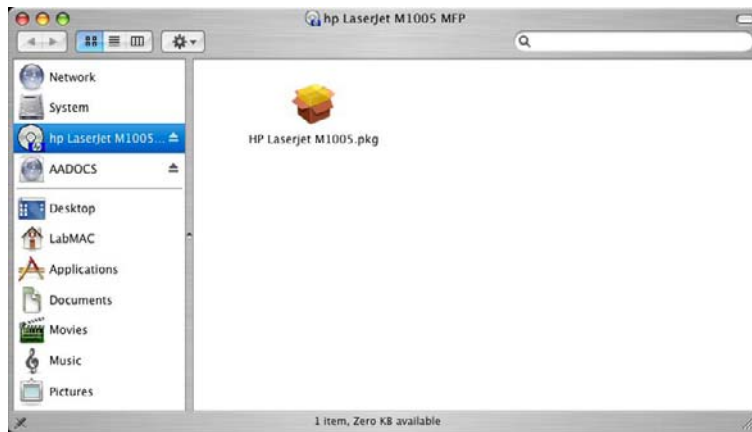 hp LaserJet M1005 MFP
Network
System
hp LaserJet M1005...
AADOCS
Desktop
LabMAC
Applications
Documents
Movies
Music
Pictures
HP Laserjet M1005.pkg
1 item, Zero KB available